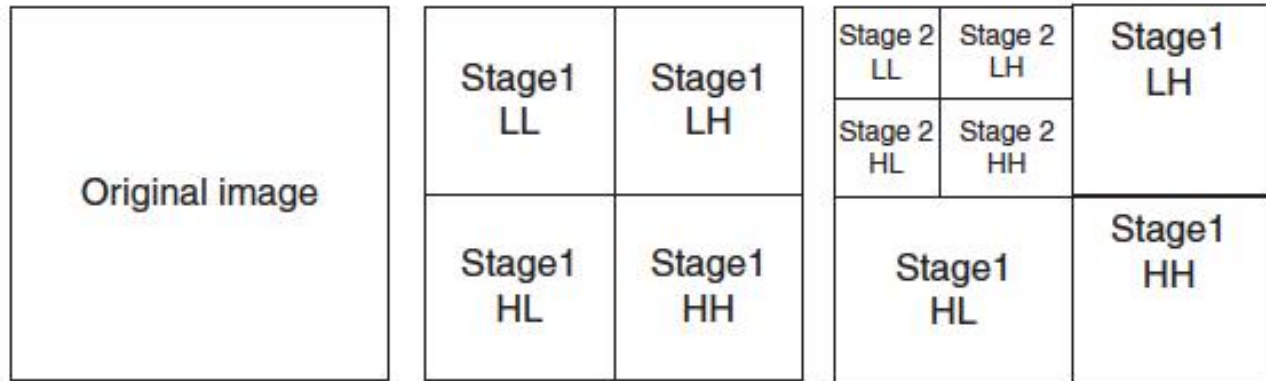 Original image
Stage1
LL
Stage1
LH
Stage1
HL
Stage1
HH
Stage 2
LL
Stage 2
LH
Stage 2
HL
Stage 2
HH
Stage1
LH
Stage1
HL
Stage1
HH